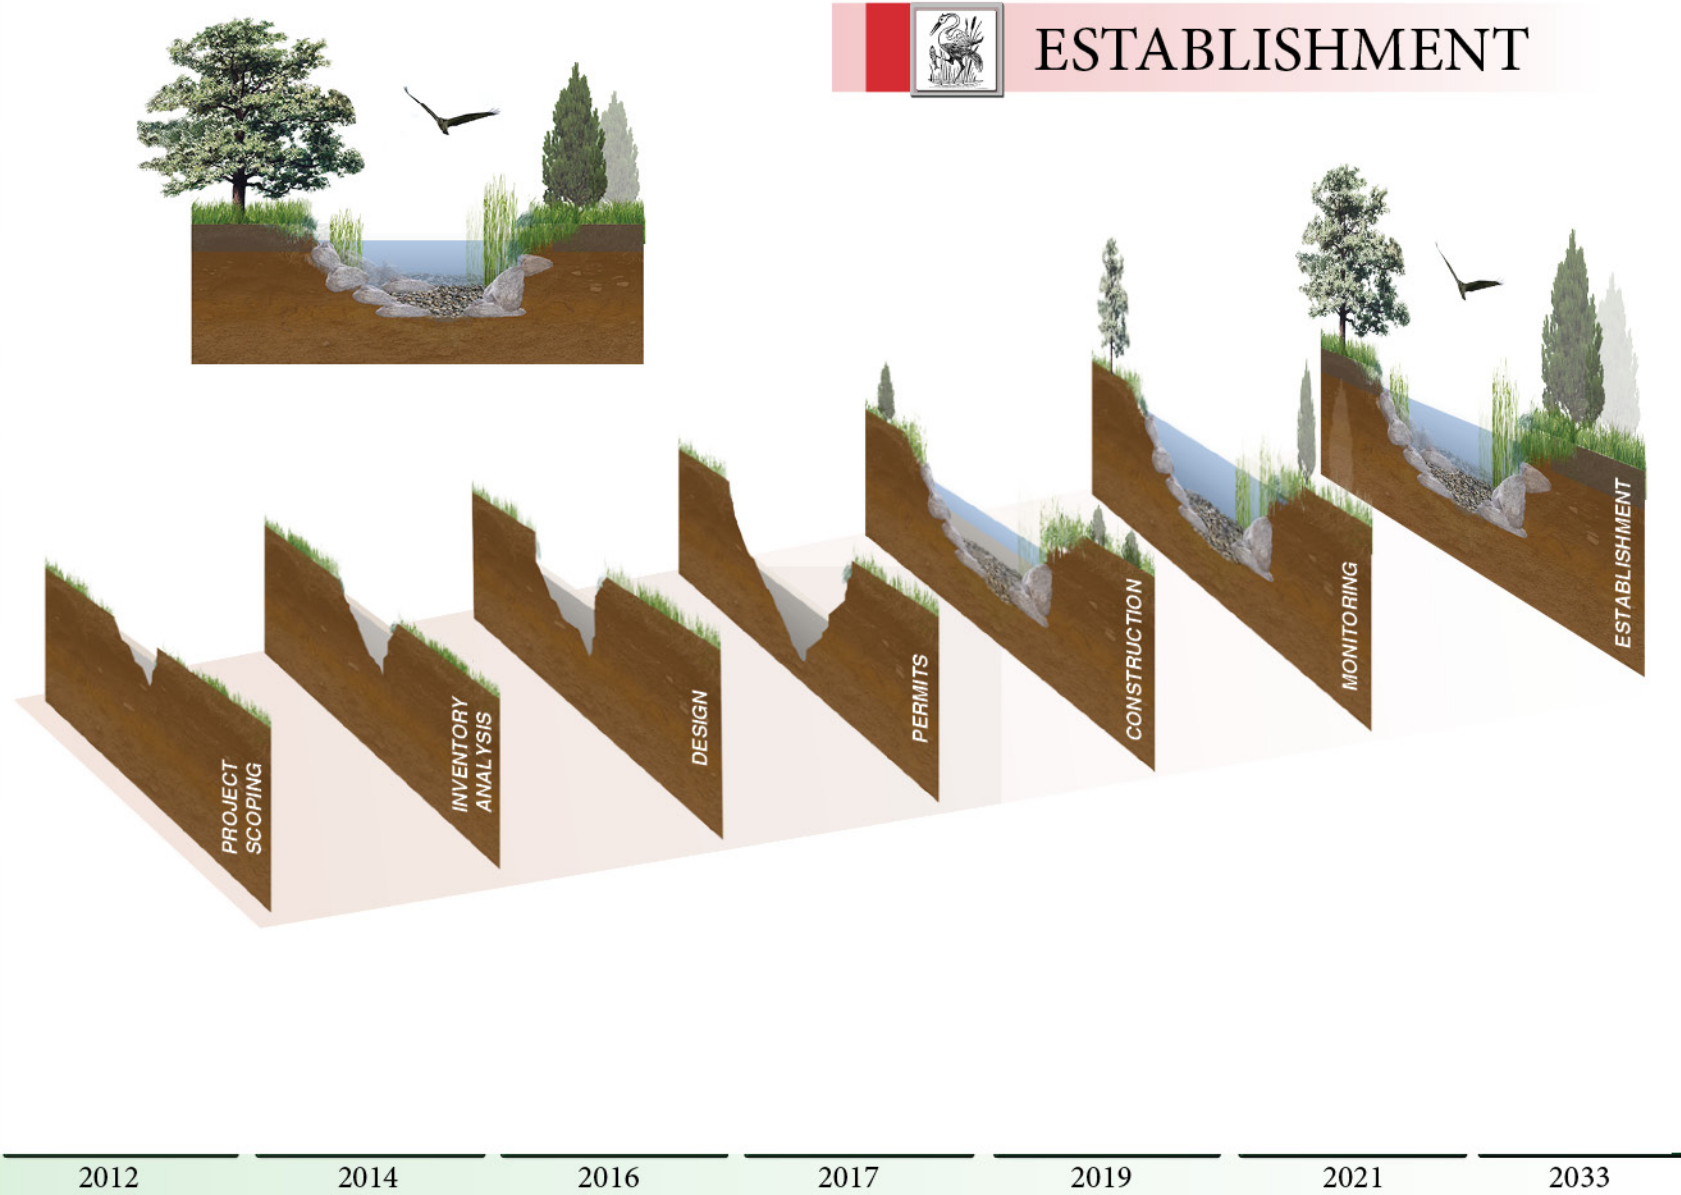 ESTABLISHMENT
PROJECT
SCOPING
INVENTORY
ANALYSIS
DESIGN
PERMITS
CONSTRUCTION
MONITORING
ESTABLISHMENT
2012
2014
2016
2017
2019
2021
2033